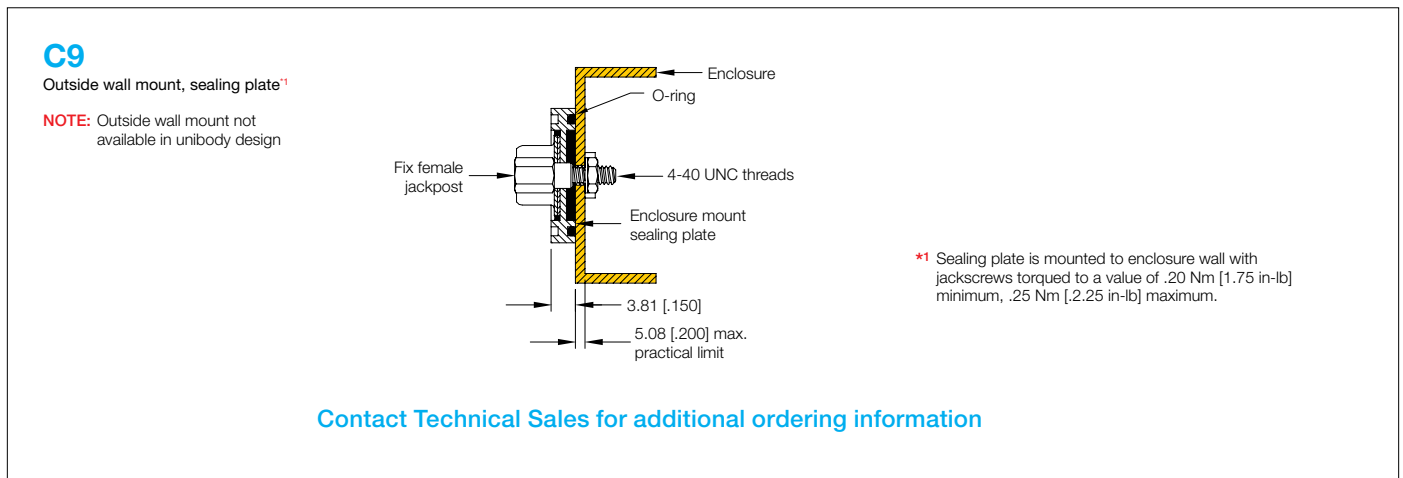 C9
Outside wall mount, sealing plate*1
NOTE: Outside wall mount not
available in unibody design
Enclosure
O-ring
Fix female
jackpost
4-40 UNC threads
Enclosure mount
sealing plate
*1 Sealing plate is mounted to enclosure wall with
jackscrews torqued to a value of .20 Nm [1.75 in-lb]
minimum, .25 Nm [.2.25 in-lb] maximum.
3.81 [.150]
5.08 [.200] max.
practical limit
Contact Technical Sales for additional ordering information